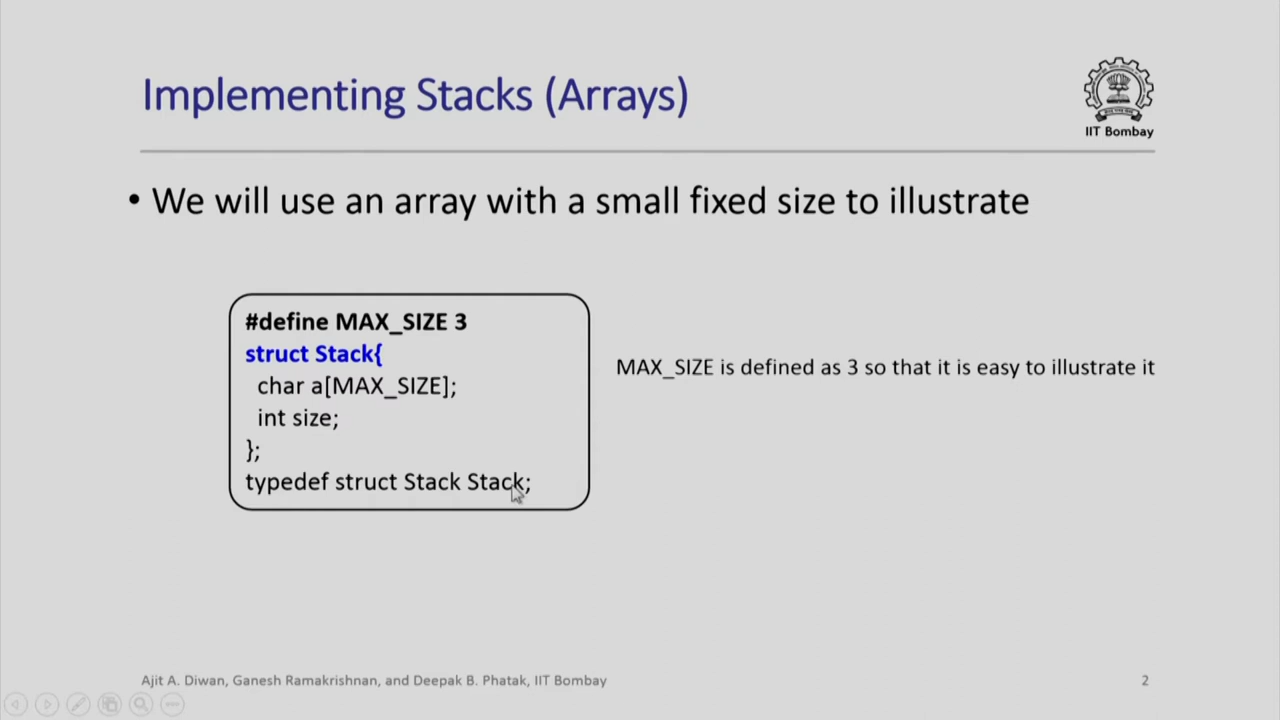 Implementing Stacks (Arrays)
IIT Bombay
• We will use an array with a small fixed size to illustrate
#define MAX_SIZE 3
struct Stack{
char a[MAX_SIZE];
int size;
};
typedef struct Stack Stack;
MAX_SIZE is defined as 3 so that it is easy to illustrate it
Ajit A. Diwan, Ganesh Ramakrishnan, and Deepak B. Phatak, IIT Bombay
2